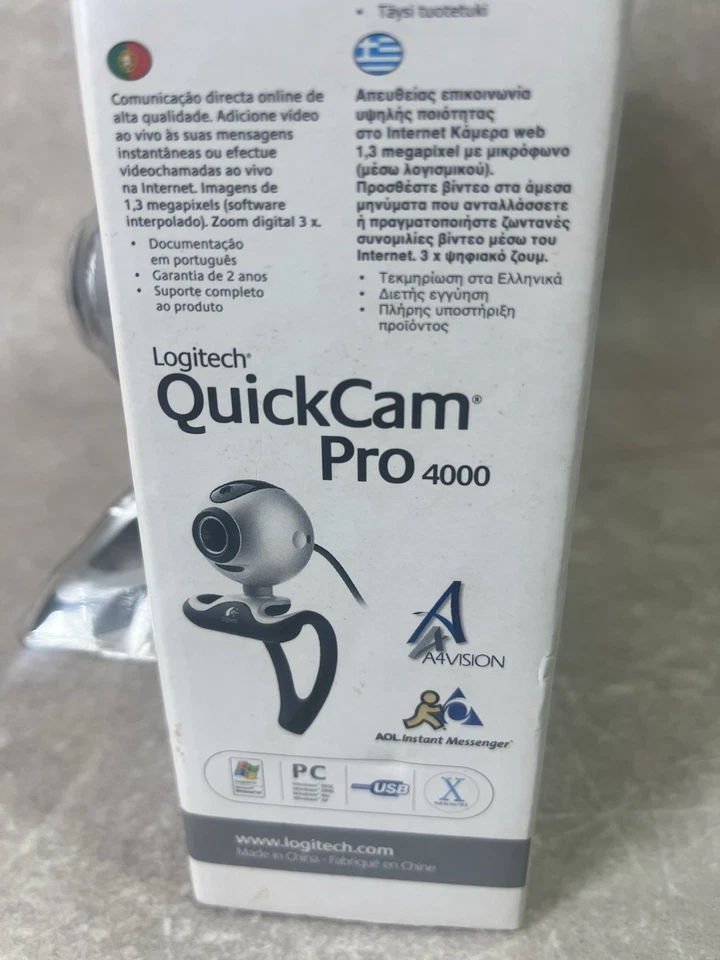 • Täysi tuotetuki
Comunicação directa online de
alta qualidade. Adicione vídeo
ao vivo às suas mensagens
instantâneas ou efectue
videochamadas ao vivo
na Internet. Imagens de
1,3 megapixels (software
interpolado). Zoom digital 3 x.
• Documentação
em português
• Garantia de 2 anos
• Suporte completo
ao produto
Απευθείας επικοινωνία
υψηλής ποιότητας
στο Internet Κάμερα web
1,3 megapixel με μικρόφωνο
(μέσω λογισμικού).
Προσθέστε βίντεο στα άμεσα
μηνύματα που ανταλλάσσετε
ή πραγματοποιήστε ζωντανές
συνομιλίες βίντεο μέσω του
Internet. 3 x ψηφιακό ζουμ.
• Τεκμηρίωση στα Ελληνικά
• Διετής εγγύηση
• Πλήρης υποστήριξη
προϊόντος
Logitech®
QuickCam®
Pro 4000
A4VISION
AOL Instant Messenger™
PC
USB
X
www.logitech.com
Made in China - Fabriqué en Chine